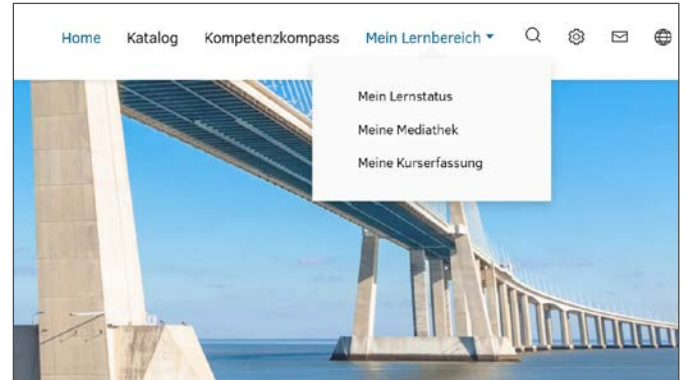 Home Katalog Kompetenzkompass Mein Lernbereich
Mein Lernstatus
Meine Mediathek
Meine Kurserfassung